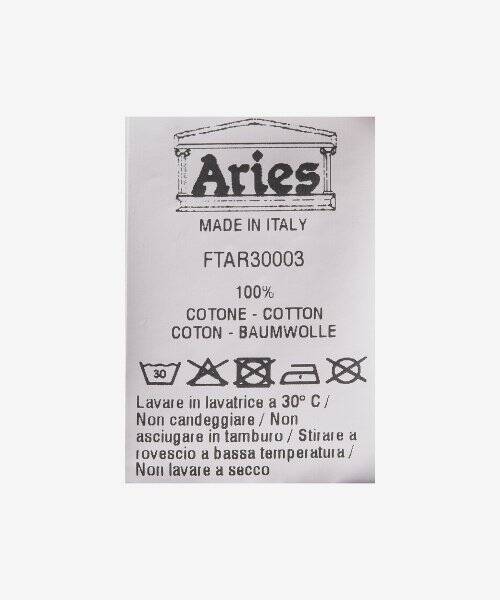 Aries
MADE IN ITALY
FTAR30003
100%
COTONE - COTTON
COTON - BAUMWOLLE
30
Lavare in lavatrice a 30° C /
Non candeggiare / Non
asciugare in tamburo / Stirare a
rovescio a bassa temperatura /
Non lavare a secco